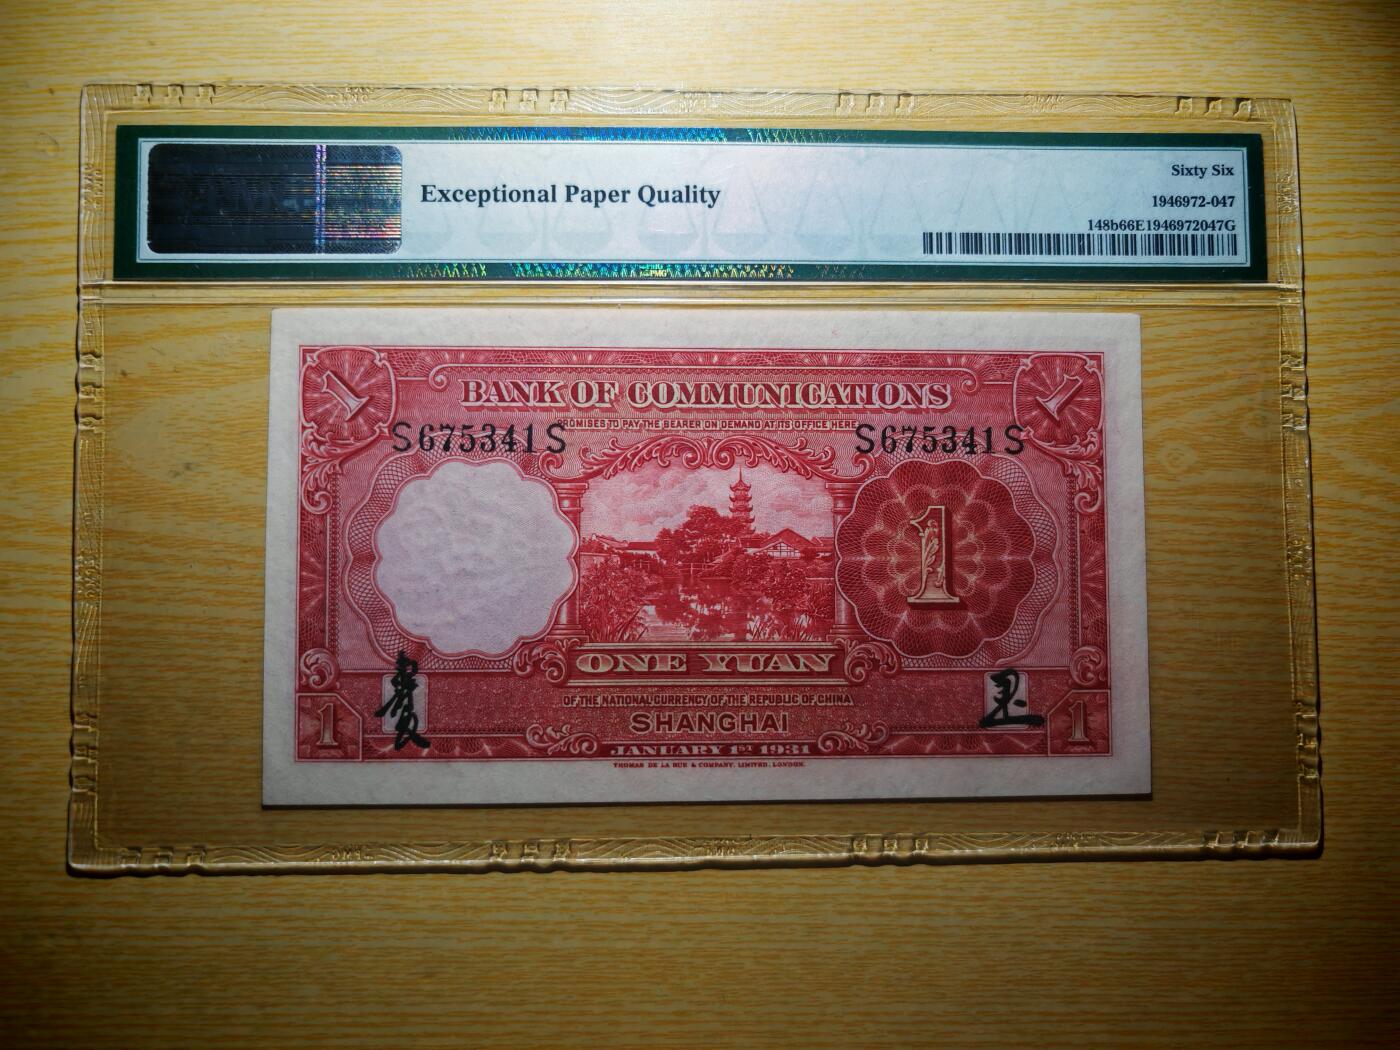 Exceptional Paper Quality
Sixty Six
1946972-047
148b66E1946972047G
PMG
1 1
BANK OF COMMUNICATIONS
PROMISES TO PAY THE BEARER ON DEMAND AT ITS OFFICE HERE
S675341S S675341S
1
ONE YUAN
OF THE NATIONAL CURRENCY OF THE REPUBLIC OF CHINA
SHANGHAI
1 1
JANUARY 1ST 1931
THOMAS DE LA RUE & COMPANY, LIMITED, LONDON.